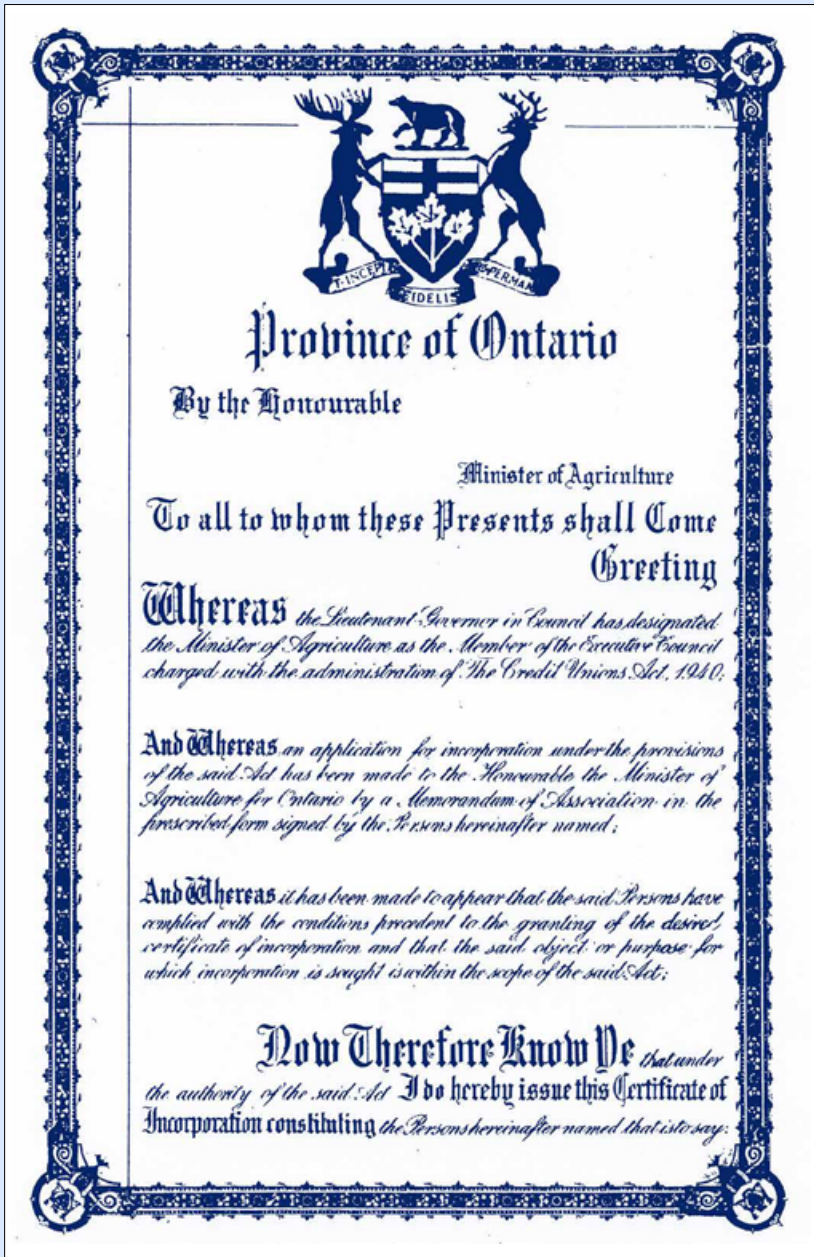 T-INCEP
FIDELIS
PERMAN
Province of Ontario
By the Honourable
Minister of Agriculture
To all to whom these Presents shall Come
Greeting
Whereas the Lieutenant Governor in Council has designated
the Minister of Agriculture as the Member of the Executive Council
charged with the administration of The Credit Unions Act, 1940;
And Whereas an application for incorporation under the provisions
of the said Act has been made to the Honourable the Minister of
Agriculture for Ontario by a Memorandum of Association in the
prescribed form signed by the Persons hereinafter named;
And Whereas it has been made to appear that the said Persons have
complied with the conditions precedent to the granting of the desired
certificate of incorporation and that the said object or purpose for
which incorporation is sought is within the scope of the said Act;
Now Therefore Know Ye that under
the authority of the said Act I do hereby issue this Certificate of
Incorporation constituting the Persons hereinafter named that is to say: